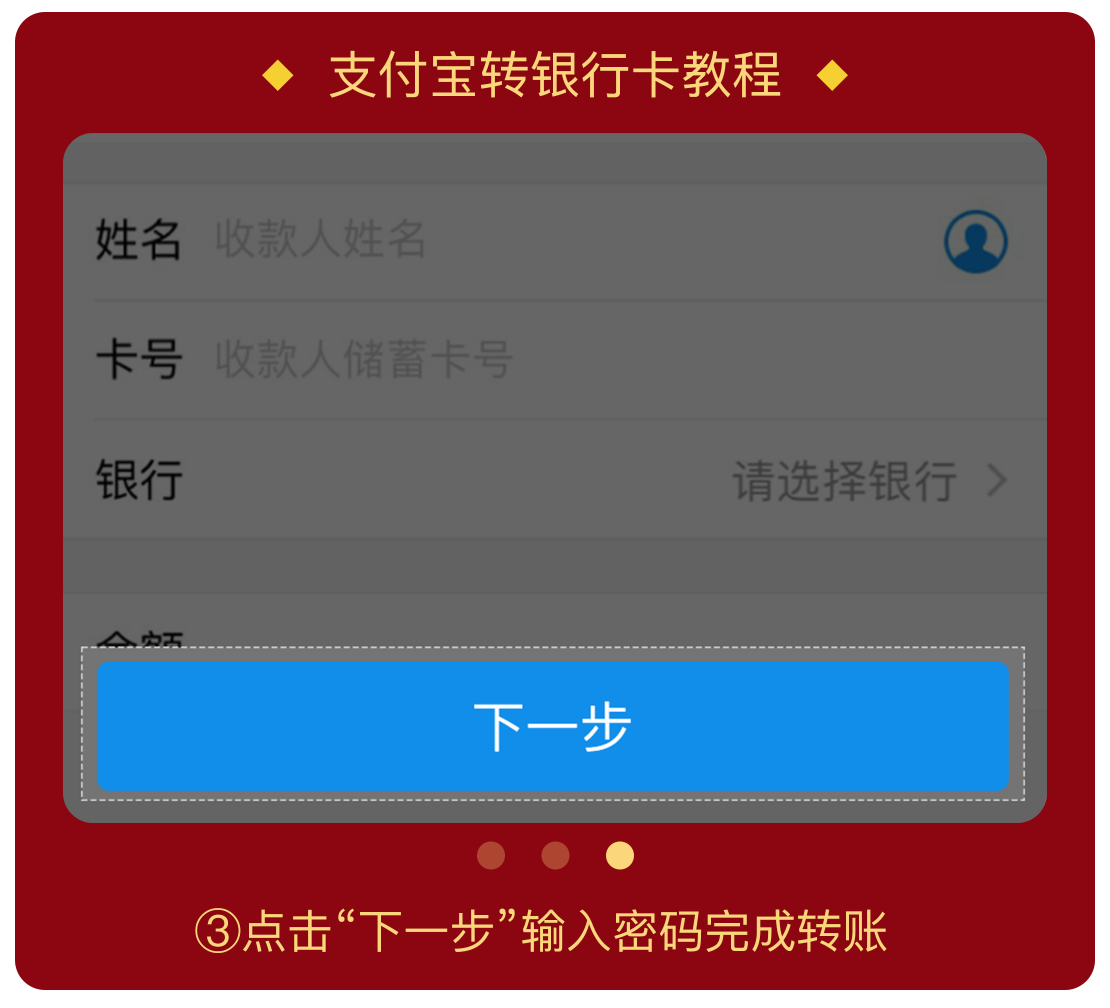 支付宝转银行卡教程
姓名 收款人姓名
卡号 收款人储蓄卡号
银行 请选择银行
金额
下一步
③点击“下一步”输入密码完成转账